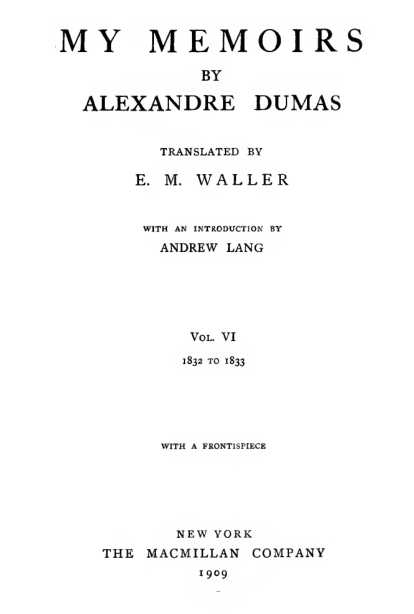 MY MEMOIRS
BY
ALEXANDRE DUMAS
TRANSLATED BY
E. M. WALLER
WITH AN INTRODUCTION BY
ANDREW LANG
VOL. VI
1832 TO 1833
WITH A FRONTISPIECE
NEW YORK
THE MACMILLAN COMPANY
1909